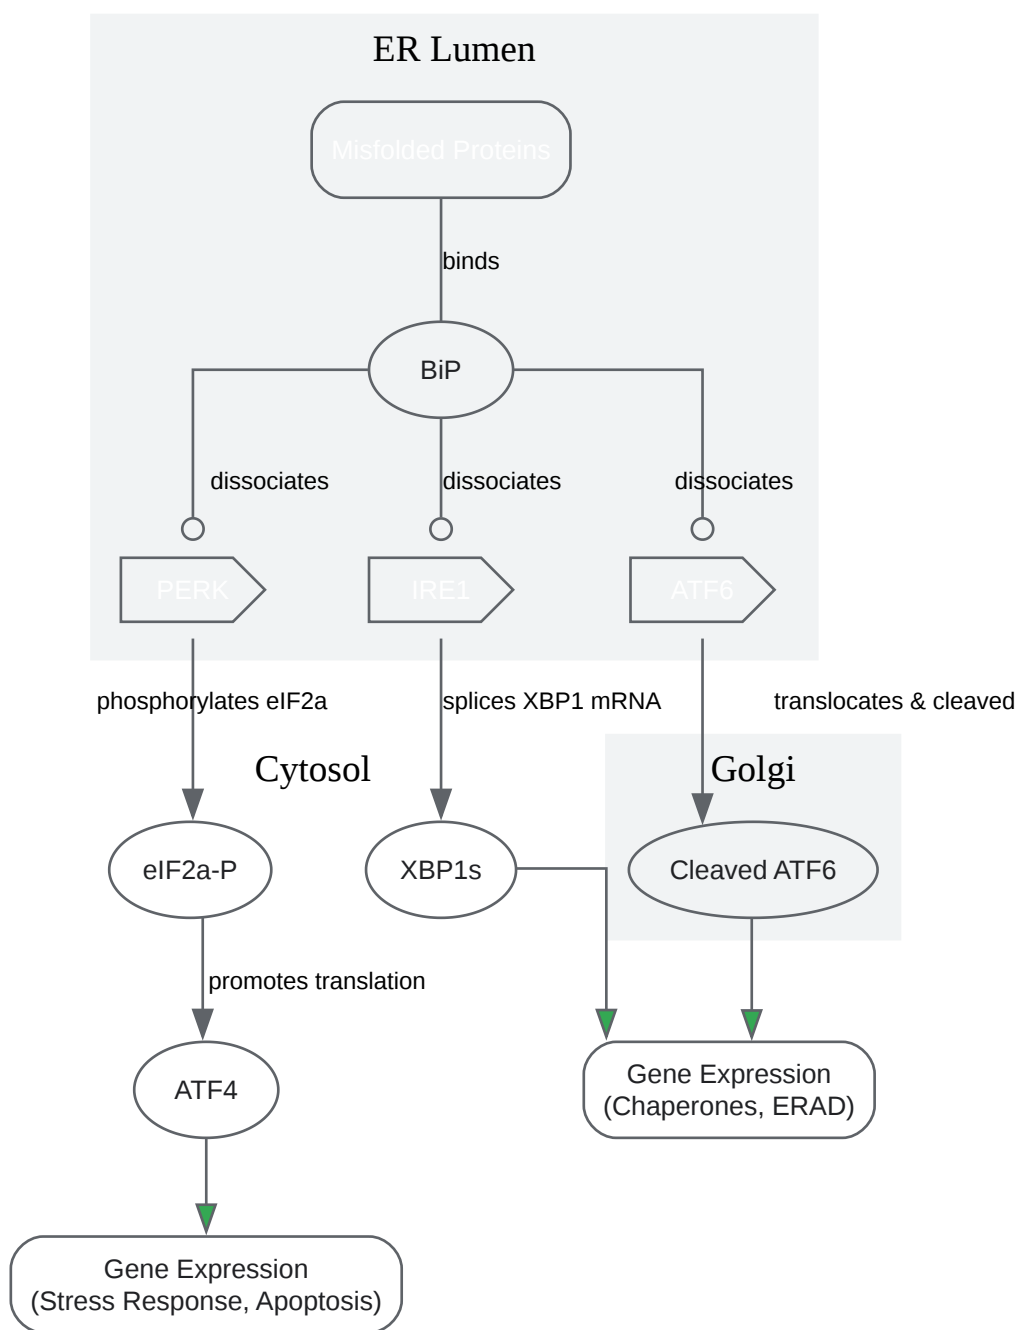 ER Lumen
Misfolded Proteins
binds
BiP
dissociates
dissociates
dissociates
PERK
IRE1
ATF6
phosphorylates eIF2a
splices XBP1 mRNA
translocates & cleaved
Cytosol
Golgi
eIF2a-P
XBP1s
Cleaved ATF6
promotes translation
Gene Expression
(Chaperones, ERAD)
ATF4
Gene Expression
(Stress Response, Apoptosis)